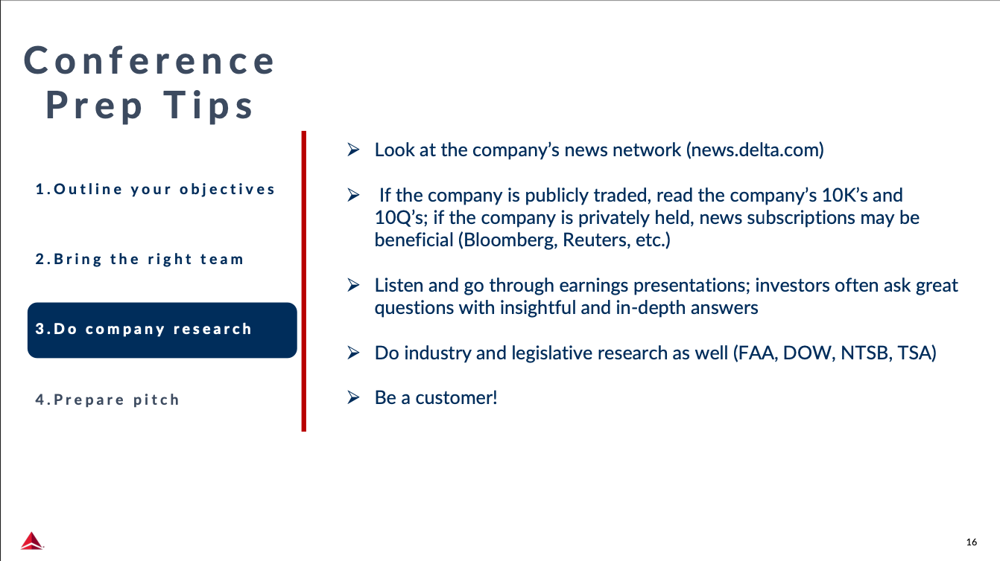 Conference
Prep Tips
1.Outline your objectives
2.Bring the right team
3.Do company research
4.Prepare pitch
➢ Look at the company’s news network (news.delta.com)
➢ If the company is publicly traded, read the company’s 10K’s and
10Q’s; if the company is privately held, news subscriptions may be
beneficial (Bloomberg, Reuters, etc.)
➢ Listen and go through earnings presentations; investors often ask great
questions with insightful and in-depth answers
➢ Do industry and legislative research as well (FAA, DOW, NTSB, TSA)
➢ Be a customer!
16